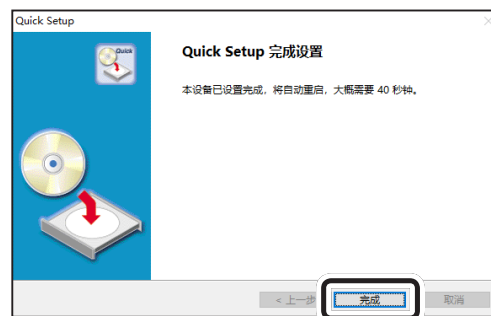 Quick Setup
Quick
Quick Setup 完成设置
本设备已设置完成，将自动重启，大概需要 40 秒钟。
< 上一步
完成
取消